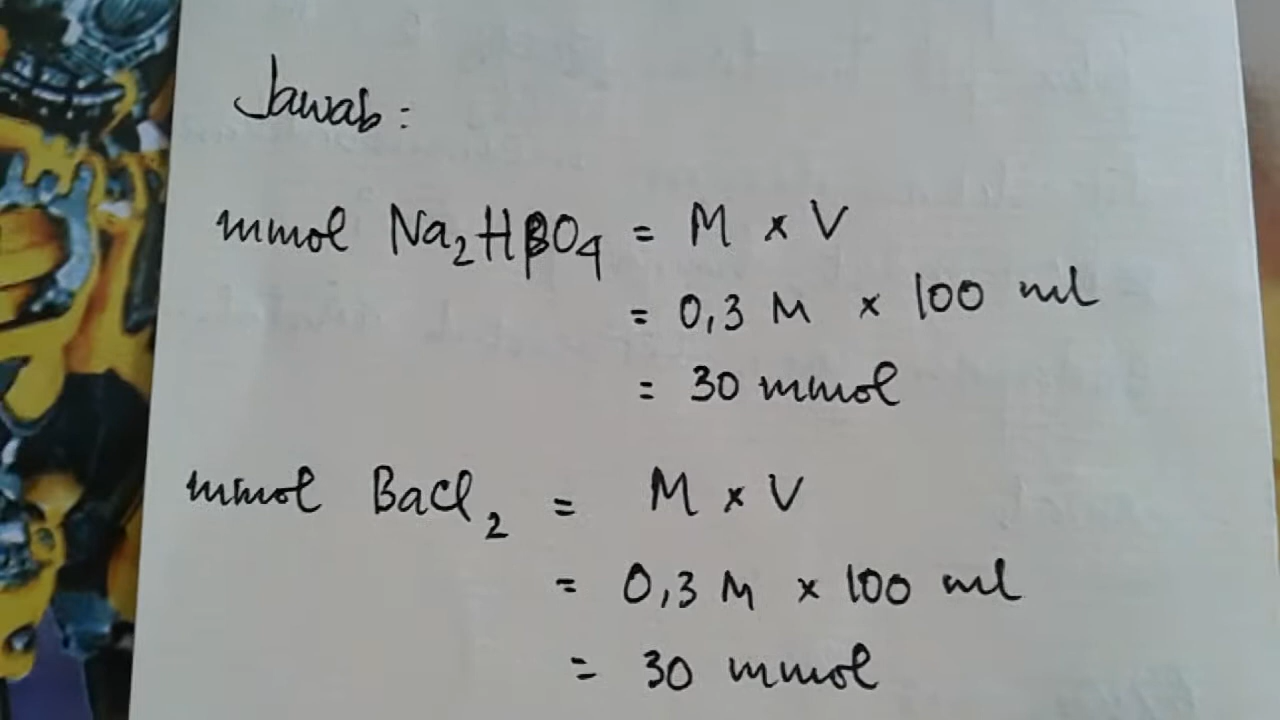 Jawab :
mmol Na₂HPO₄ = M × V
= 0,3 M × 100 ml
= 30 mmol
mmol BaCl₂ = M × V
= 0,3 M × 100 ml
= 30 mmol